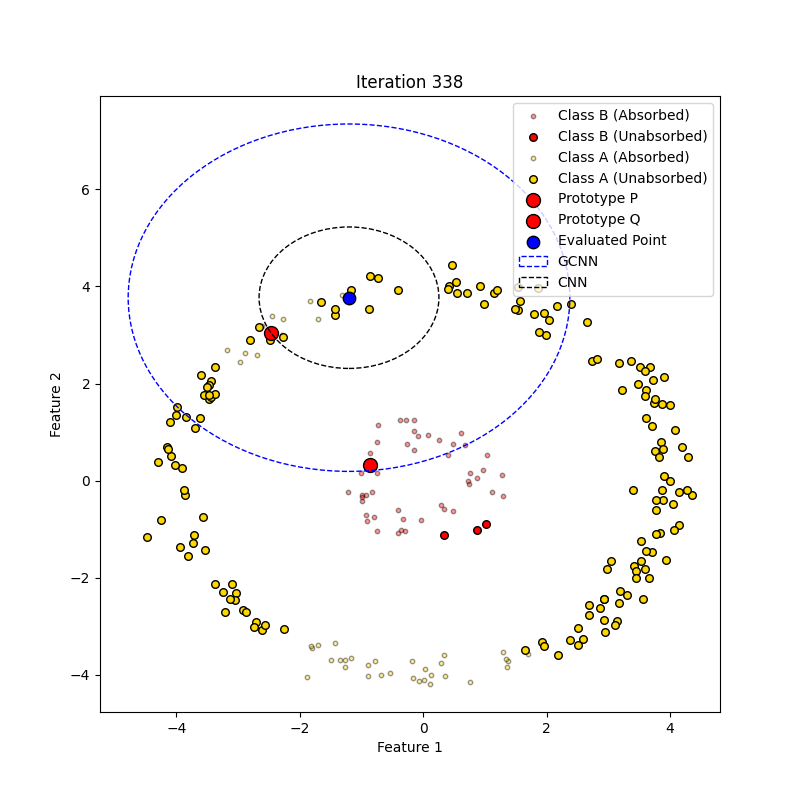 Iteration 338
Class B (Absorbed)
Class B (Unabsorbed)
Class A (Absorbed)
Class A (Unabsorbed)
Prototype P
Prototype Q
Evaluated Point
GCNN
CNN
6
4
2
0
−2
−4
Feature 2
−4 −2 0 2 4
Feature 1